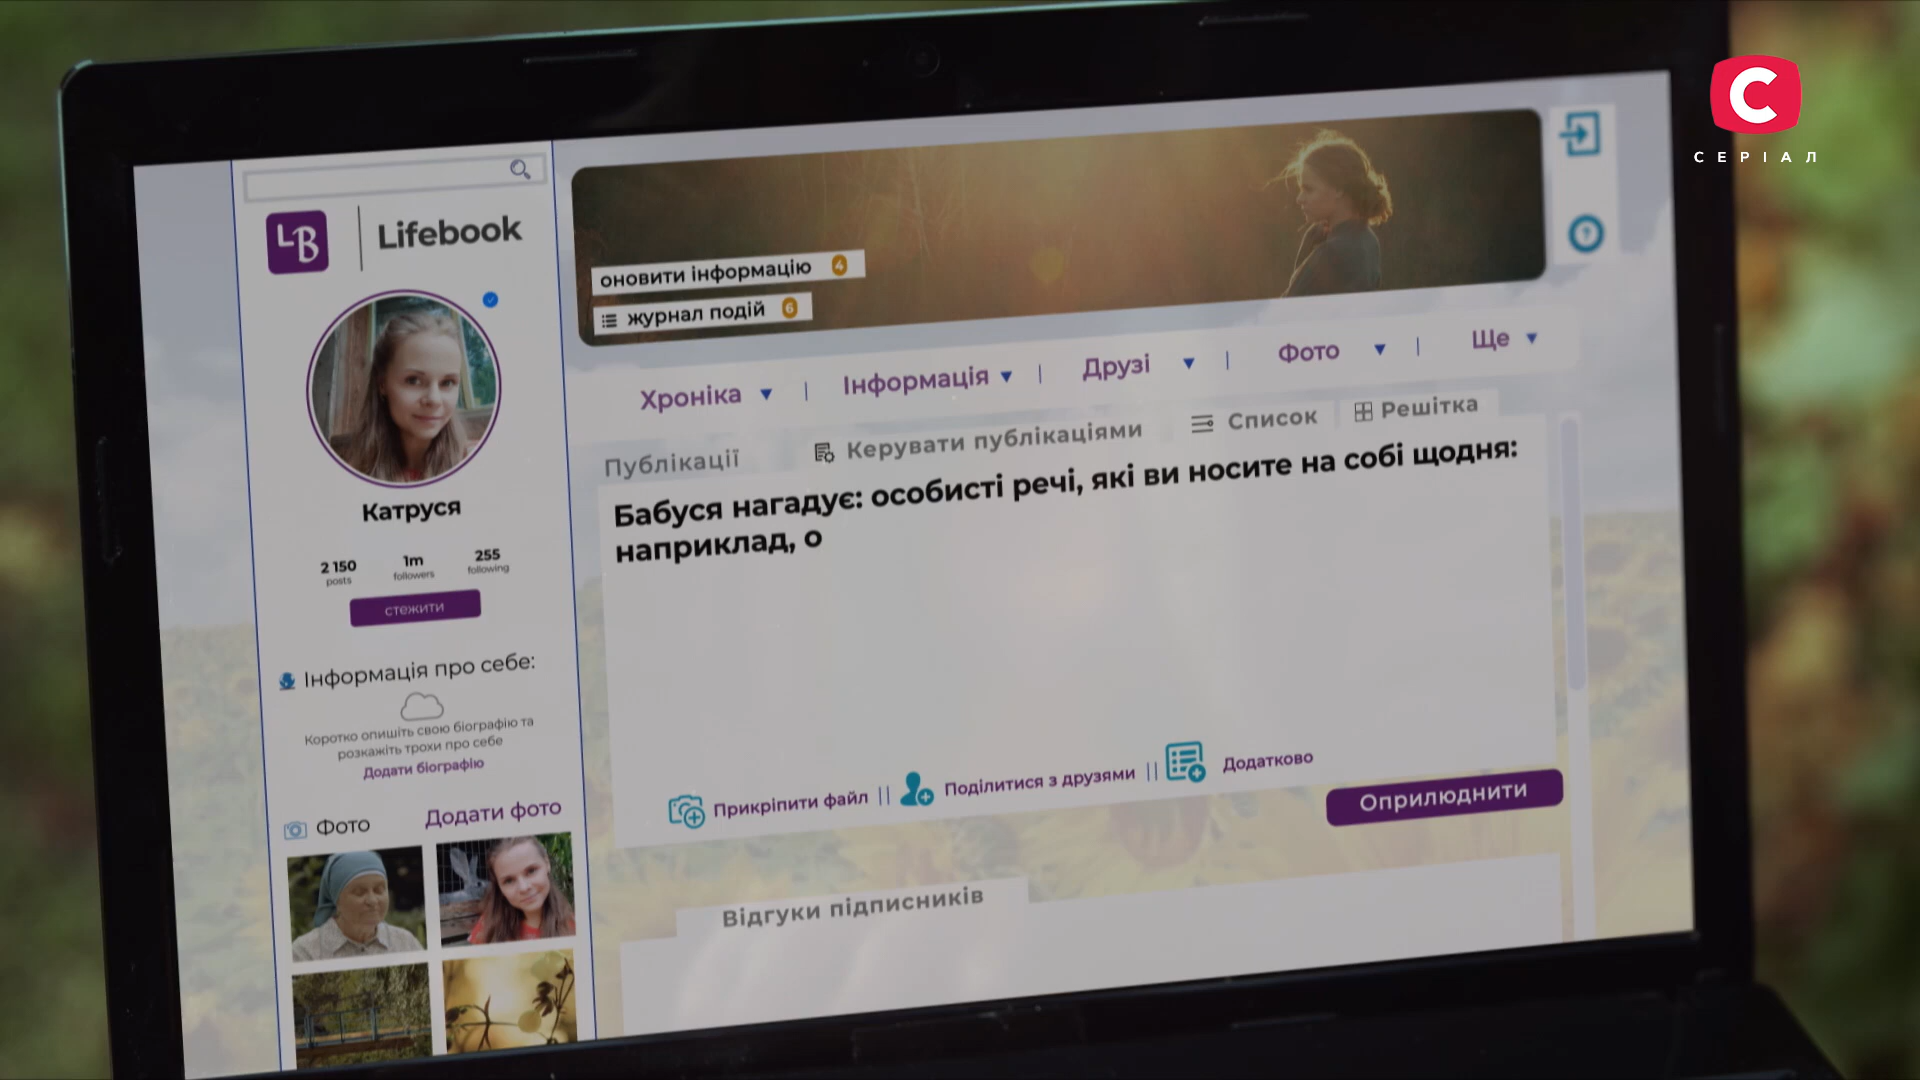 С
СЕРІАЛ
LB
Lifebook
Катруся
2 150 1m 255
posts followers following
стежити
Інформація про себе:
Коротко опишіть свою біографію та
розкажіть трохи про себе
Додати біографію
Фото Додати фото
оновити інформацію 4
журнал подій 6
?
Хроніка | Інформація | Друзі | Фото | Ще
Публікації Керувати публікаціями Список Решітка
Бабуся нагадує: особисті речі, які ви носите на собі щодня:
наприклад, о
Прикріпити файл || Поділитися з друзями || Додатково
Оприлюднити
Відгуки підписників